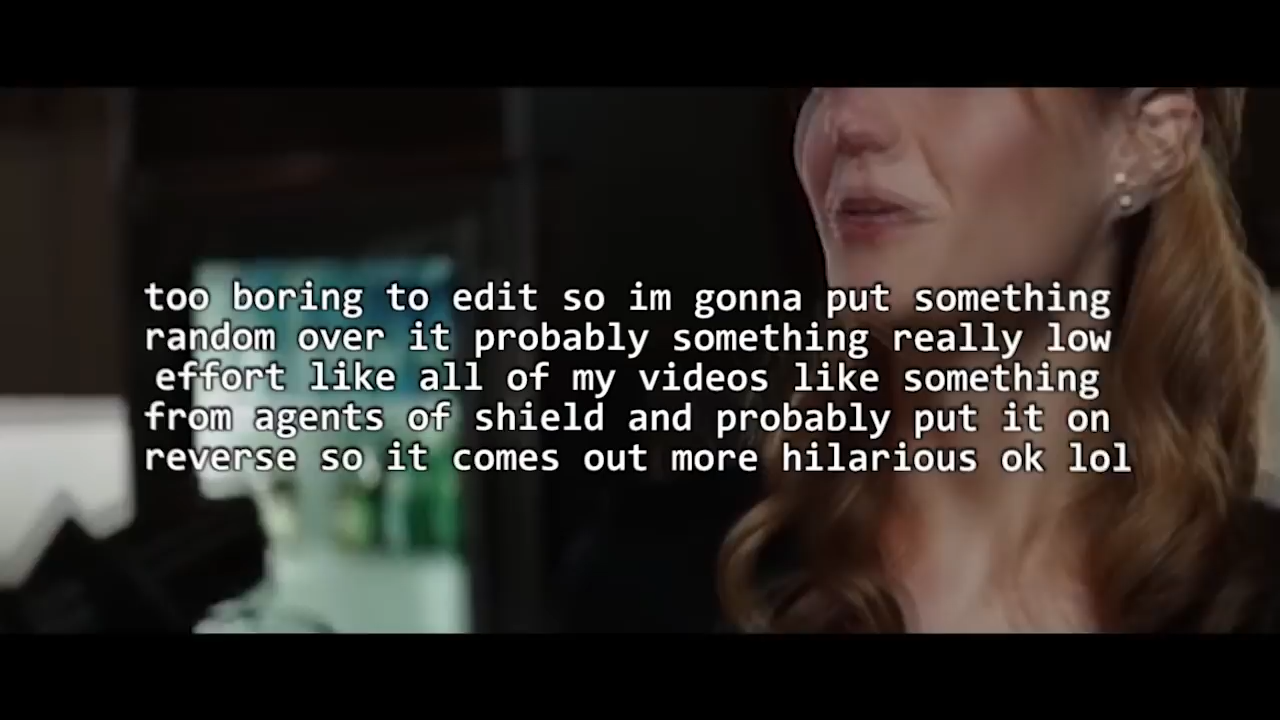 too boring to edit so im gonna put something
random over it probably something really low
effort like all of my videos like something
from agents of shield and probably put it on
reverse so it comes out more hilarious ok lol